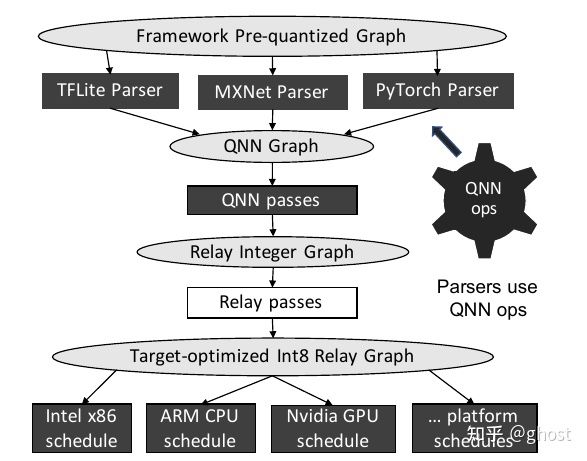 Framework Pre-quantized Graph
TFLite Parser
MXNet Parser
PyTorch Parser
QNN Graph
QNN
ops
QNN passes
Relay Integer Graph
Parsers use
QNN ops
Relay passes
Target-optimized Int8 Relay Graph
Intel x86
schedule
ARM CPU
schedule
Nvidia GPU
schedule
... platform
schedules
知乎 @ghost